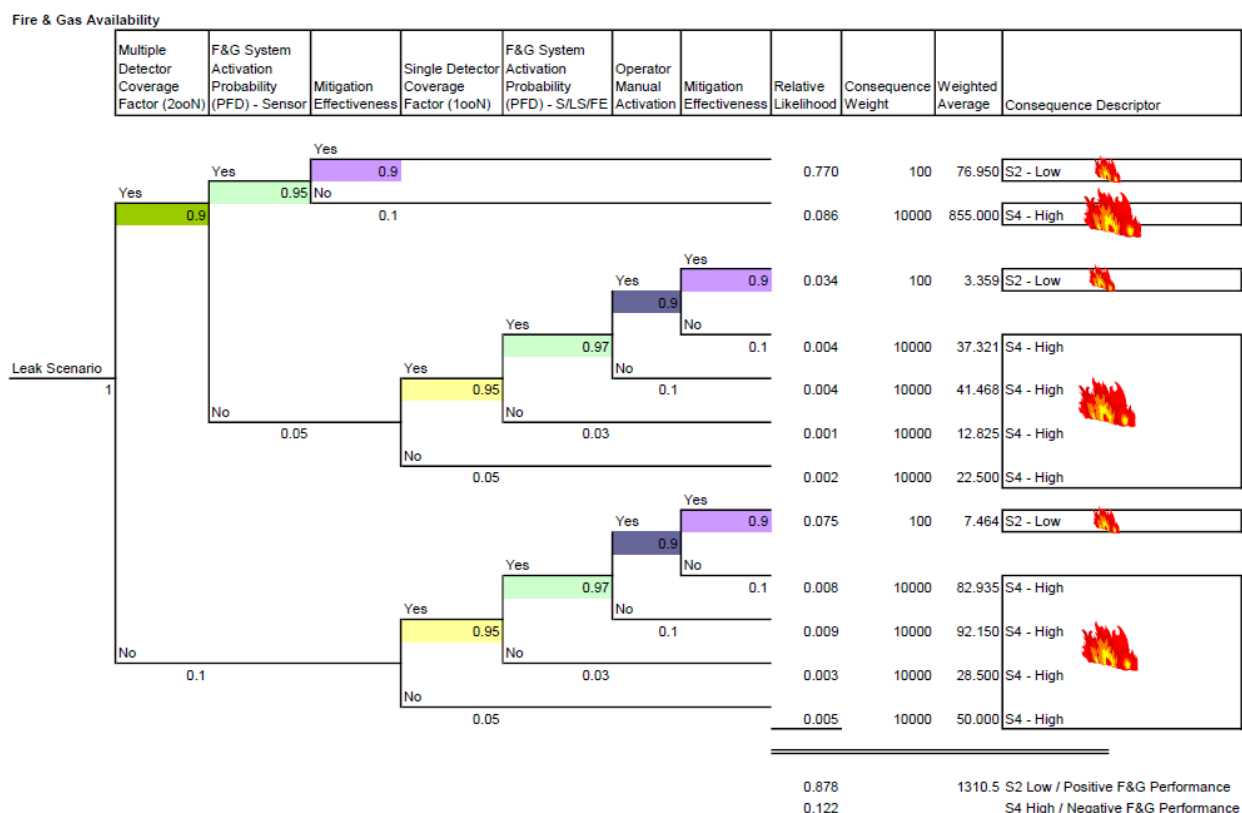 Fire & Gas Availability
Multiple Detector Coverage Factor (2ooN)
F&G System Activation Probability (PFD) - Sensor
Mitigation Effectiveness
Single Detector Coverage Factor (1ooN)
F&G System Activation Probability (PFD) - S/LS/FE
Operator Manual Activation
Mitigation Effectiveness
Relative Likelihood
Consequence Weight
Weighted Average
Consequence Descriptor
Yes
Yes 0.9 0.770 100 76.950 S2 - Low
Yes 0.95 No
0.9 0.1 0.086 10000 855.000 S4 - High
Yes
Yes 0.9 0.034 100 3.359 S2 - Low
0.9
Yes No
0.97 0.1 0.004 10000 37.321 S4 - High
Leak Scenario Yes No
1 0.95 0.1 0.004 10000 41.468 S4 - High
No No
0.05 0.03 0.001 10000 12.825 S4 - High
No
0.05 0.002 10000 22.500 S4 - High
Yes
Yes 0.9 0.075 100 7.464 S2 - Low
0.9
Yes No
0.97 0.1 0.008 10000 82.935 S4 - High
Yes No
0.95 0.1 0.009 10000 92.150 S4 - High
No No
0.1 0.03 0.003 10000 28.500 S4 - High
No
0.05 0.005 10000 50.000 S4 - High
0.878 1310.5 S2 Low / Positive F&G Performance
0.122 S4 High / Negative F&G Performance